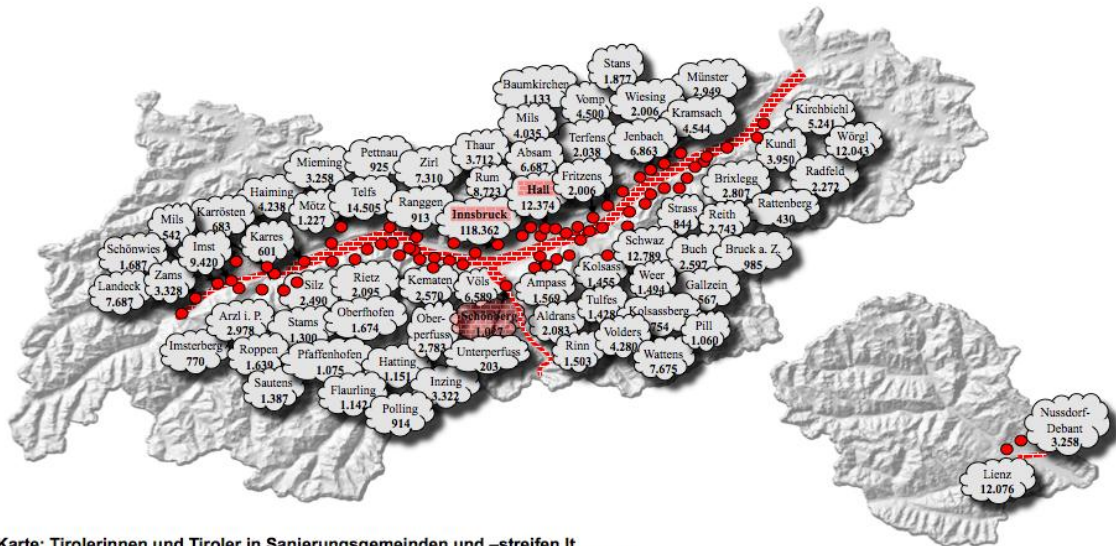 Stans
1.877
Münster
2.949
Baumkirchen
1.133
Vomp
4.500
Wiesing
2.006
Kramsach
4.544
Kirchbichl
5.241
Mils
4.035
Terfens
2.038
Jenbach
6.863
Wörgl
12.043
Kundl
3.950
Pettnau
925
Zirl
7.310
Thaur
3.712
Absam
6.687
Mieming
3.258
Rum
8.723
Fritzens
2.006
Radfeld
2.272
Haiming
4.238
Telfs
14.505
Ranggen
913
Hall
12.374
Brixlegg
2.807
Rattenberg
430
Mötz
1.227
Innsbruck
118.362
Strass
844
Reith
2.743
Mils
542
Karrösten
683
Schönwies
1.687
Imst
9.420
Karres
601
Schwaz
12.789
Buch
2.597
Bruck a. Z.
985
Landeck
7.687
Zams
3.328
Silz
2.490
Rietz
2.095
Kematen
2.570
Völs
6.589
Ampass
1.569
Kolsass
1.455
Weer
1.494
Gallzein
567
Arzl i. P.
2.978
Stams
1.300
Oberhofen
1.674
Ober-
perfuss
2.783
Schönberg
1.027
Aldrans
2.083
Tulfes
1.428
Kolsassberg
754
Pill
1.060
Imsterberg
770
Roppen
1.639
Pfaffenhofen
1.075
Hatting
1.151
Unterperfuss
203
Rinn
1.503
Volders
4.280
Wattens
7.675
Sautens
1.387
Flaurling
1.142
Inzing
3.322
Polling
914
Nussdorf-
Debant
3.258
Lienz
12.076
Karte: Tirolerinnen und Tiroler in Sanierungsgemeinden und –streifen lt.